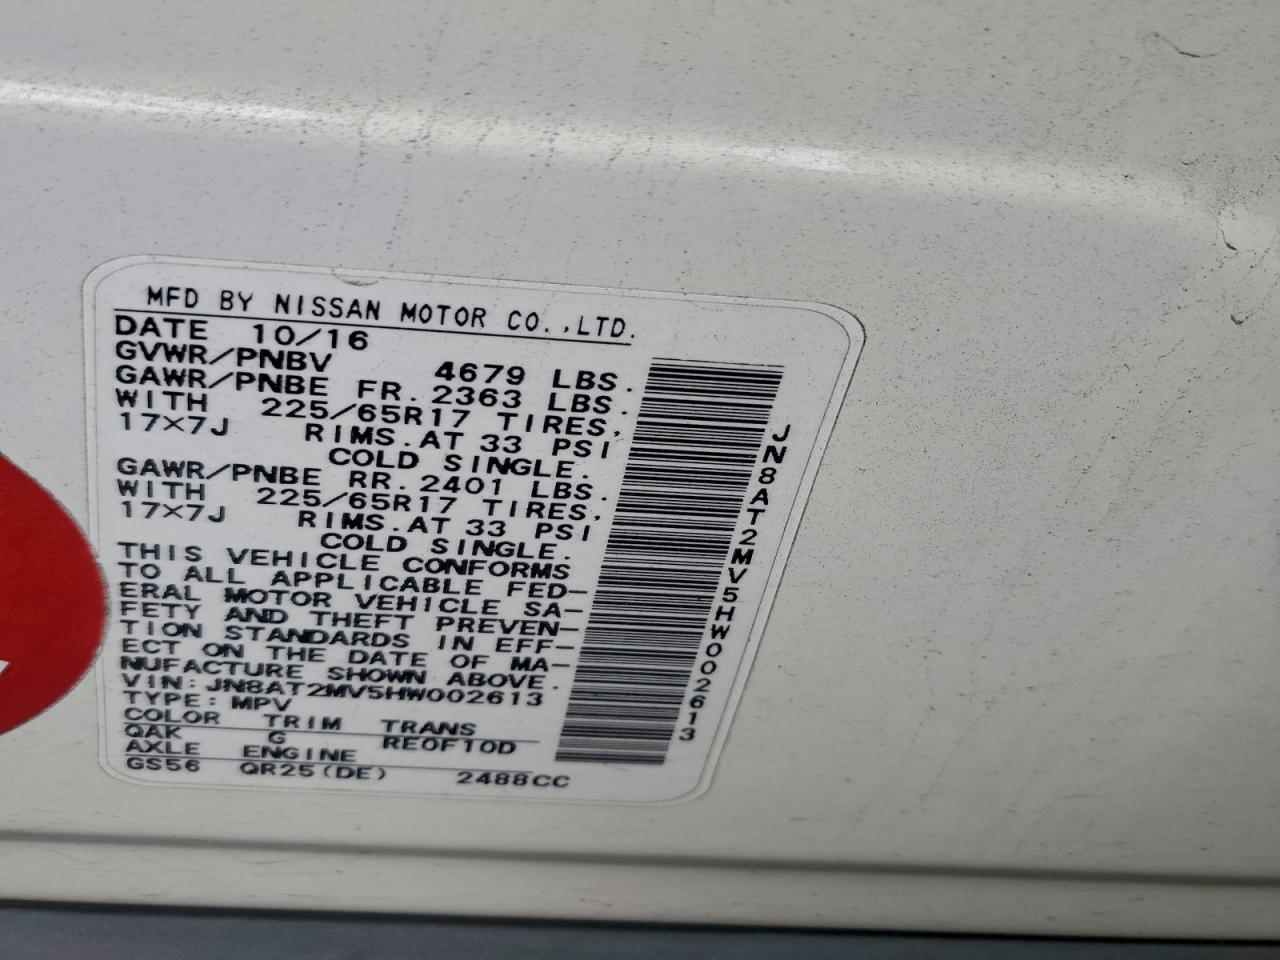 MFD BY NISSAN MOTOR CO.,LTD.
DATE 10/16
GVWR/PNBV 4679 LBS.
GAWR/PNBE FR. 2363 LBS.
WITH 225/65R17 TIRES,
17×7J RIMS.AT 33 PSI
COLD SINGLE.
GAWR/PNBE RR. 2401 LBS.
WITH 225/65R17 TIRES,
17×7J RIMS.AT 33 PSI
COLD SINGLE.
THIS VEHICLE CONFORMS
TO ALL APPLICABLE FED-
ERAL MOTOR VEHICLE SA-
FETY AND THEFT PREVEN-
TION STANDARDS IN EFF-
ECT ON THE DATE OF MA-
NUFACTURE SHOWN ABOVE.
VIN:JN8AT2MV5HW002613
TYPE:MPV
COLOR TRIM TRANS
QAK G RE0F10D
AXLE ENGINE
GS56 QR25(DE) 2488CC
JN8AT2MV5HW002613